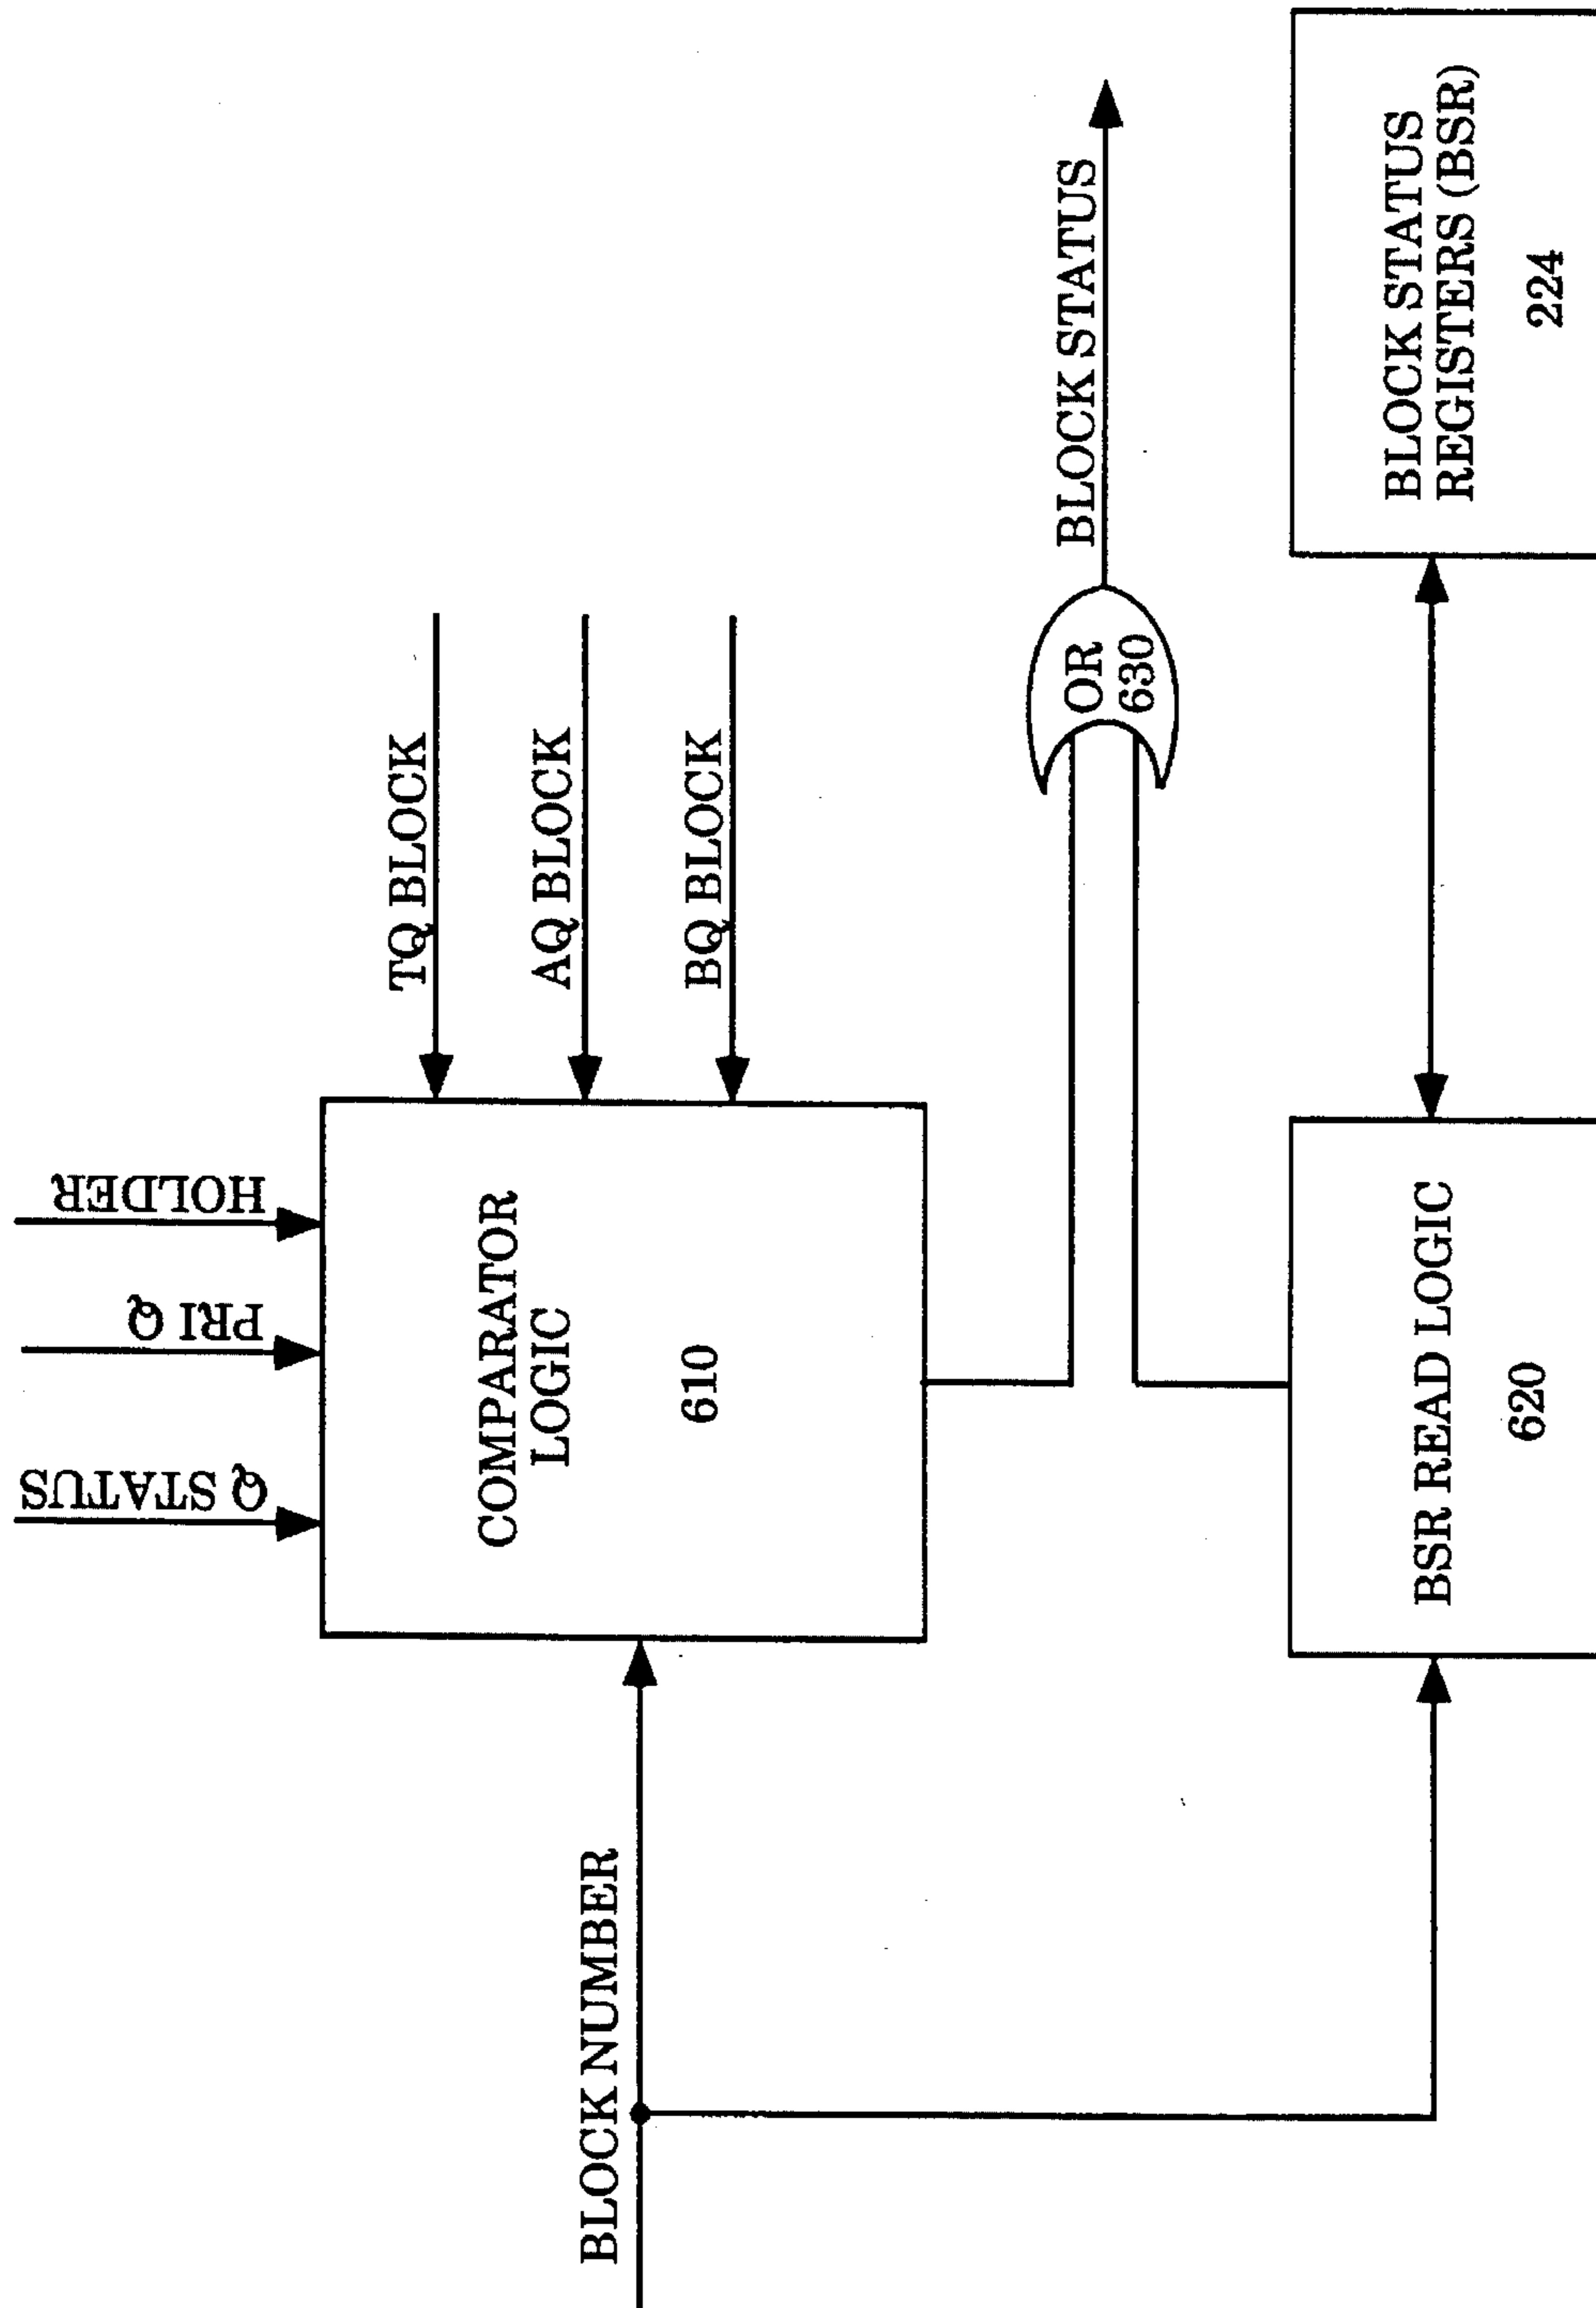 Q STATUS
PRI Q
HOLDER
BLOCK NUMBER
COMPARATOR
LOGIC
610
TQ BLOCK
AQ BLOCK
BQ BLOCK
OR
630
BLOCK STATUS
BSR READ LOGIC
620
BLOCK STATUS
REGISTERS (BSR)
224